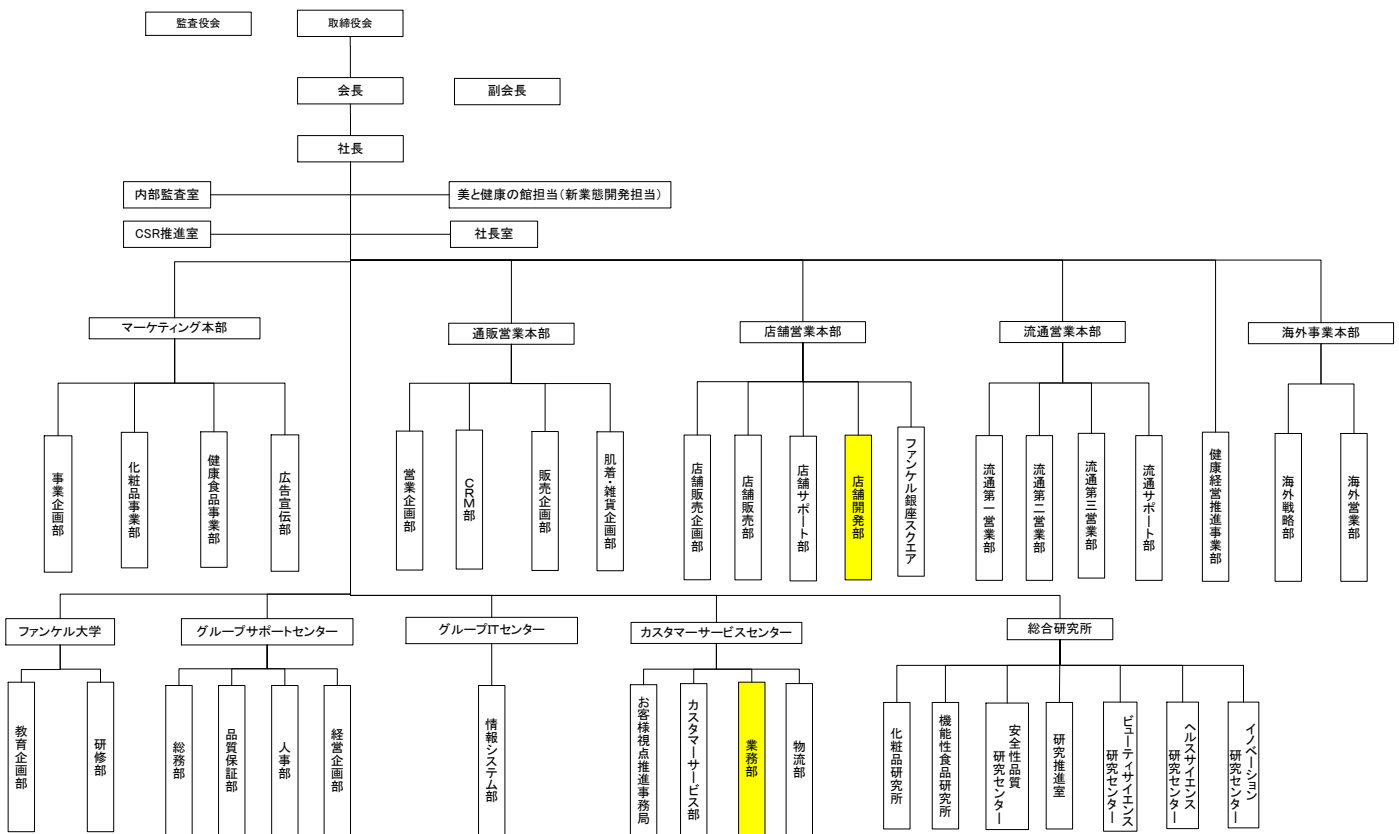 監査役会
取締役会
会長
副会長
社長
内部監査室
美と健康の館担当(新業態開発担当)
CSR推進室
社長室
マーケティング本部
通販営業本部
店舗営業本部
流通営業本部
海外事業本部
事業企画部
化粧品事業部
健康食品事業部
広告宣伝部
営業企画部
CRM部
販売企画部
肌着・雑貨企画部
店舗販売企画部
店舗販売部
店舗サポート部
店舗開発部
ファンケル銀座スクエア
流通第一営業部
流通第二営業部
流通第三営業部
流通サポート部
健康経営推進事業部
海外戦略部
海外営業部
ファンケル大学
グループサポートセンター
グループITセンター
カスタマーサービスセンター
総合研究所
教育企画部
研修部
総務部
品質保証部
人事部
経営企画部
情報システム部
お客様視点推進事務局
カスタマーサービス部
業務部
物流部
化粧品研究所
機能性食品研究所
安全性品質
研究センター
研究推進室
ビューティサイエンス
研究センター
ヘルスサイエンス
研究センター
イノベーション
研究センター